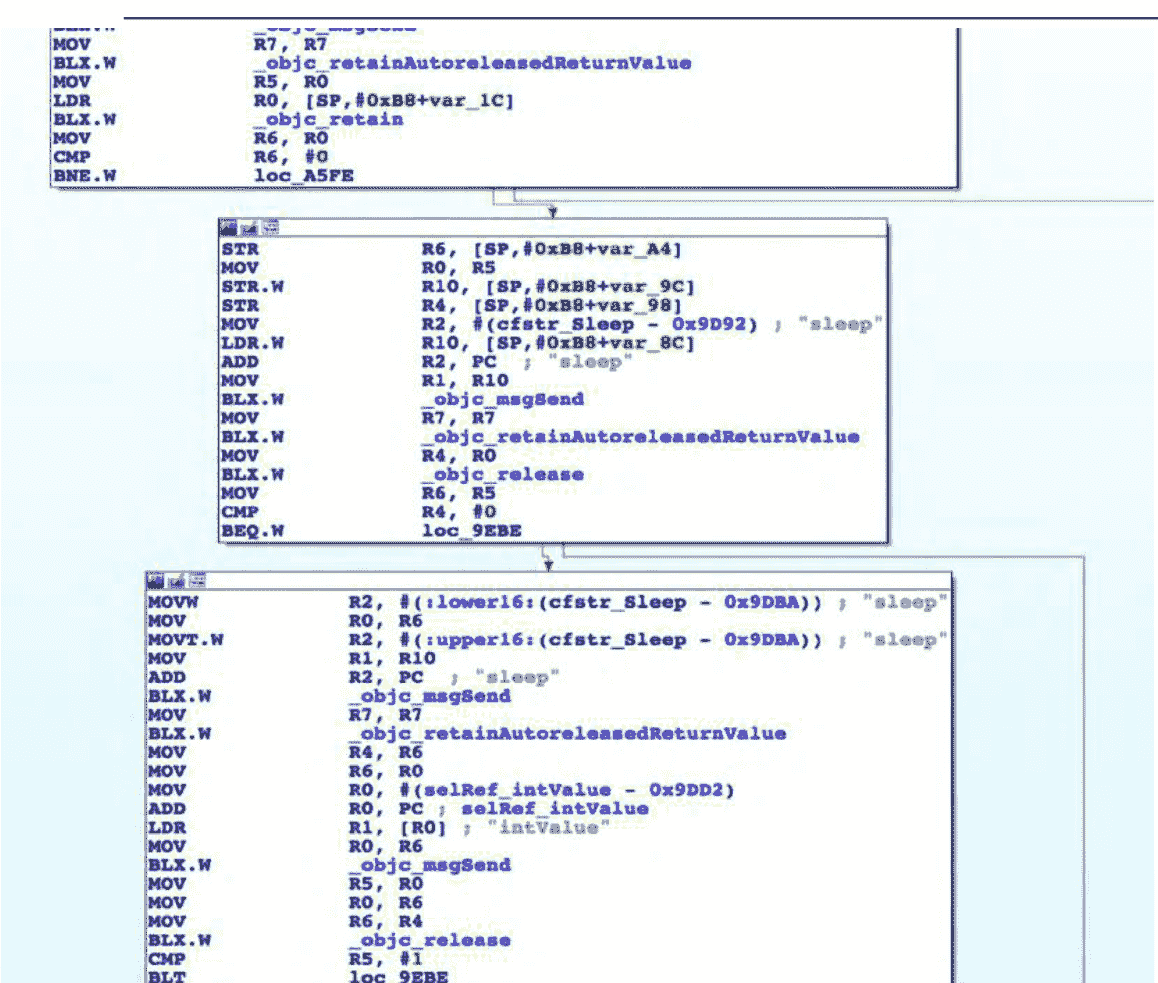 MOV R7, R7
BLX.W _objc_retainAutoreleasedReturnValue
MOV R5, R0
LDR R0, [SP,#0xB8+var_1C]
BLX.W _objc_retain
MOV R6, R0
CMP R6, #0
BNE.W loc_A5FE
STR R6, [SP,#0xB8+var_A4]
MOV R0, R5
STR.W R10, [SP,#0xB8+var_9C]
STR R4, [SP,#0xB8+var_98]
MOV R2, #(cfstr_Sleep - 0x9D92) ; "sleep"
LDR.W R10, [SP,#0xB8+var_8C]
ADD R2, PC ; "sleep"
MOV R1, R10
BLX.W _objc_msgSend
MOV R7, R7
BLX.W _objc_retainAutoreleasedReturnValue
MOV R4, R0
BLX.W _objc_release
MOV R6, R5
CMP R4, #0
BEQ.W loc_9EBE
MOVW R2, #(:lower16:(cfstr_Sleep - 0x9DBA)) ; "sleep"
MOV R0, R6
MOVT.W R2, #(:upper16:(cfstr_Sleep - 0x9DBA)) ; "sleep"
MOV R1, R10
ADD R2, PC ; "sleep"
BLX.W _objc_msgSend
MOV R7, R7
BLX.W _objc_retainAutoreleasedReturnValue
MOV R4, R6
MOV R6, R0
MOV R0, #(selRef_intValue - 0x9DD2)
ADD R0, PC ; selRef_intValue
LDR R1, [R0] ; "intValue"
MOV R0, R6
BLX.W _objc_msgSend
MOV R5, R0
MOV R0, R6
MOV R6, R4
BLX.W _objc_release
CMP R5, #1
BLT loc_9EBE